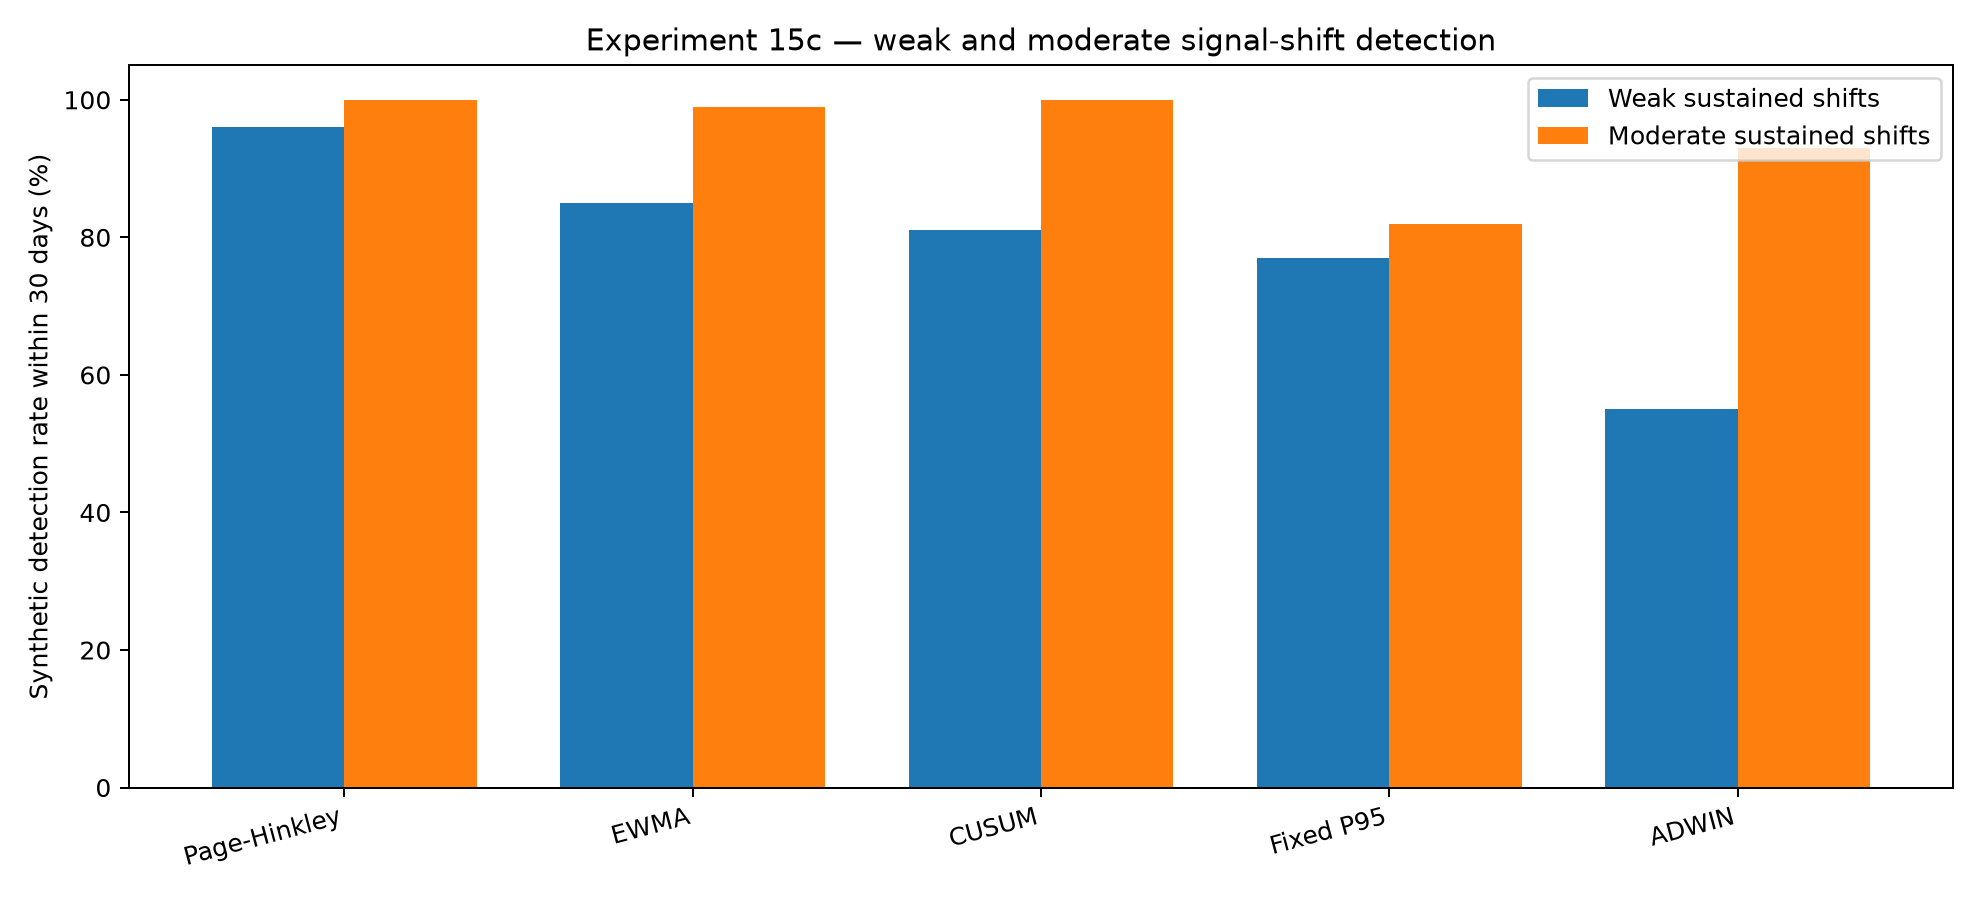 Experiment 15c — weak and moderate signal-shift detection
Weak sustained shifts
Moderate sustained shifts
Synthetic detection rate within 30 days (%)
100
80
60
40
20
0
Page-Hinkley
EWMA
CUSUM
Fixed P95
ADWIN